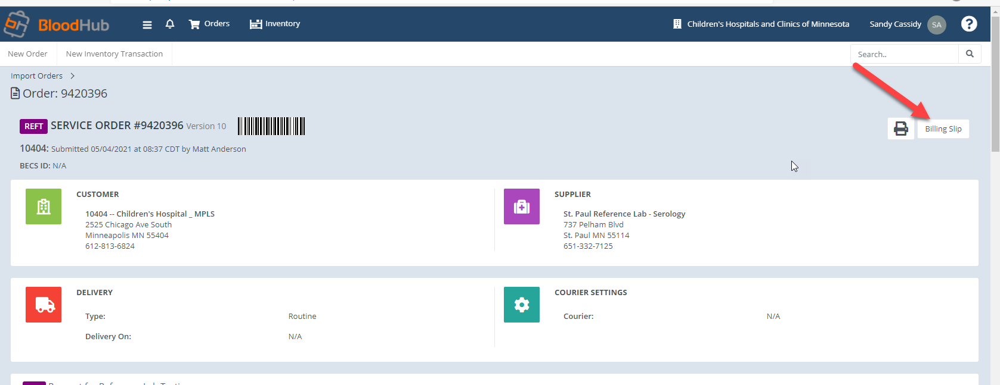 BloodHub
Orders
Inventory
Children's Hospitals and Clinics of Minnesota
Sandy Cassidy SA ?
New Order
New Inventory Transaction
Search..
Import Orders
Order: 9420396
REFT SERVICE ORDER #9420396 Version 10
Billing Slip
10404: Submitted 05/04/2021 at 08:37 CDT by Matt Anderson
BECS ID: N/A
CUSTOMER
10404 -- Children's Hospital _ MPLS
2525 Chicago Ave South
Minneapolis MN 55404
612-813-6824
SUPPLIER
St. Paul Reference Lab - Serology
737 Pelham Blvd
St. Paul MN 55114
651-332-7125
DELIVERY
Type: Routine
Delivery On: N/A
COURIER SETTINGS
Courier: N/A